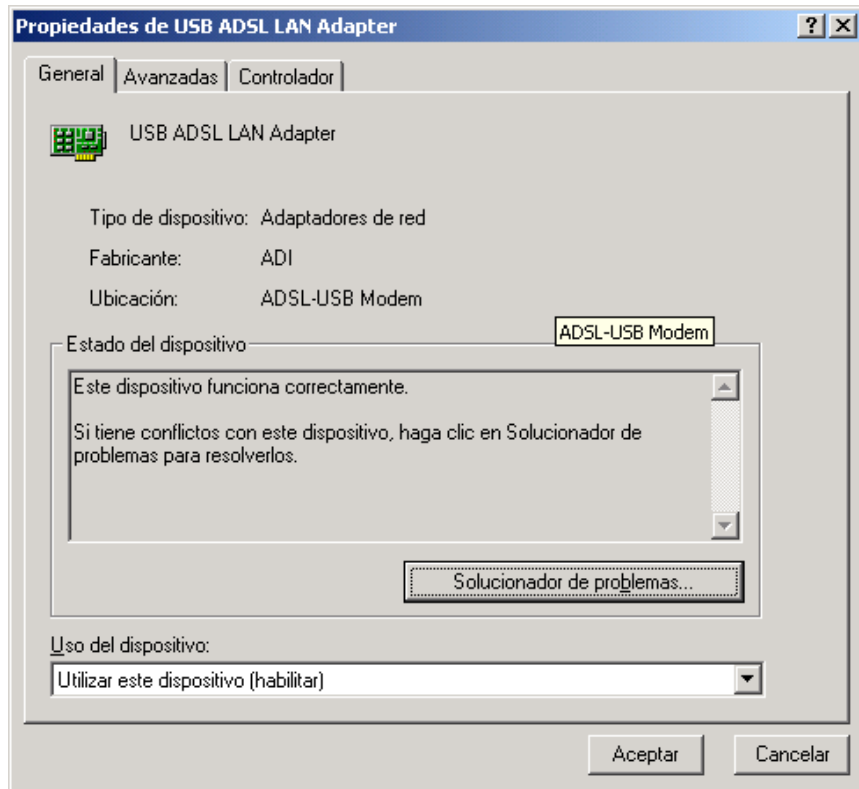 Propiedades de USB ADSL LAN Adapter
General Avanzadas Controlador
USB ADSL LAN Adapter
Tipo de dispositivo: Adaptadores de red
Fabricante: ADI
Ubicación: ADSL-USB Modem
ADSL-USB Modem
Estado del dispositivo
Este dispositivo funciona correctamente.
Si tiene conflictos con este dispositivo, haga clic en Solucionador de
problemas para resolverlos.
Solucionador de problemas...
Uso del dispositivo:
Utilizar este dispositivo (habilitar)
Aceptar Cancelar